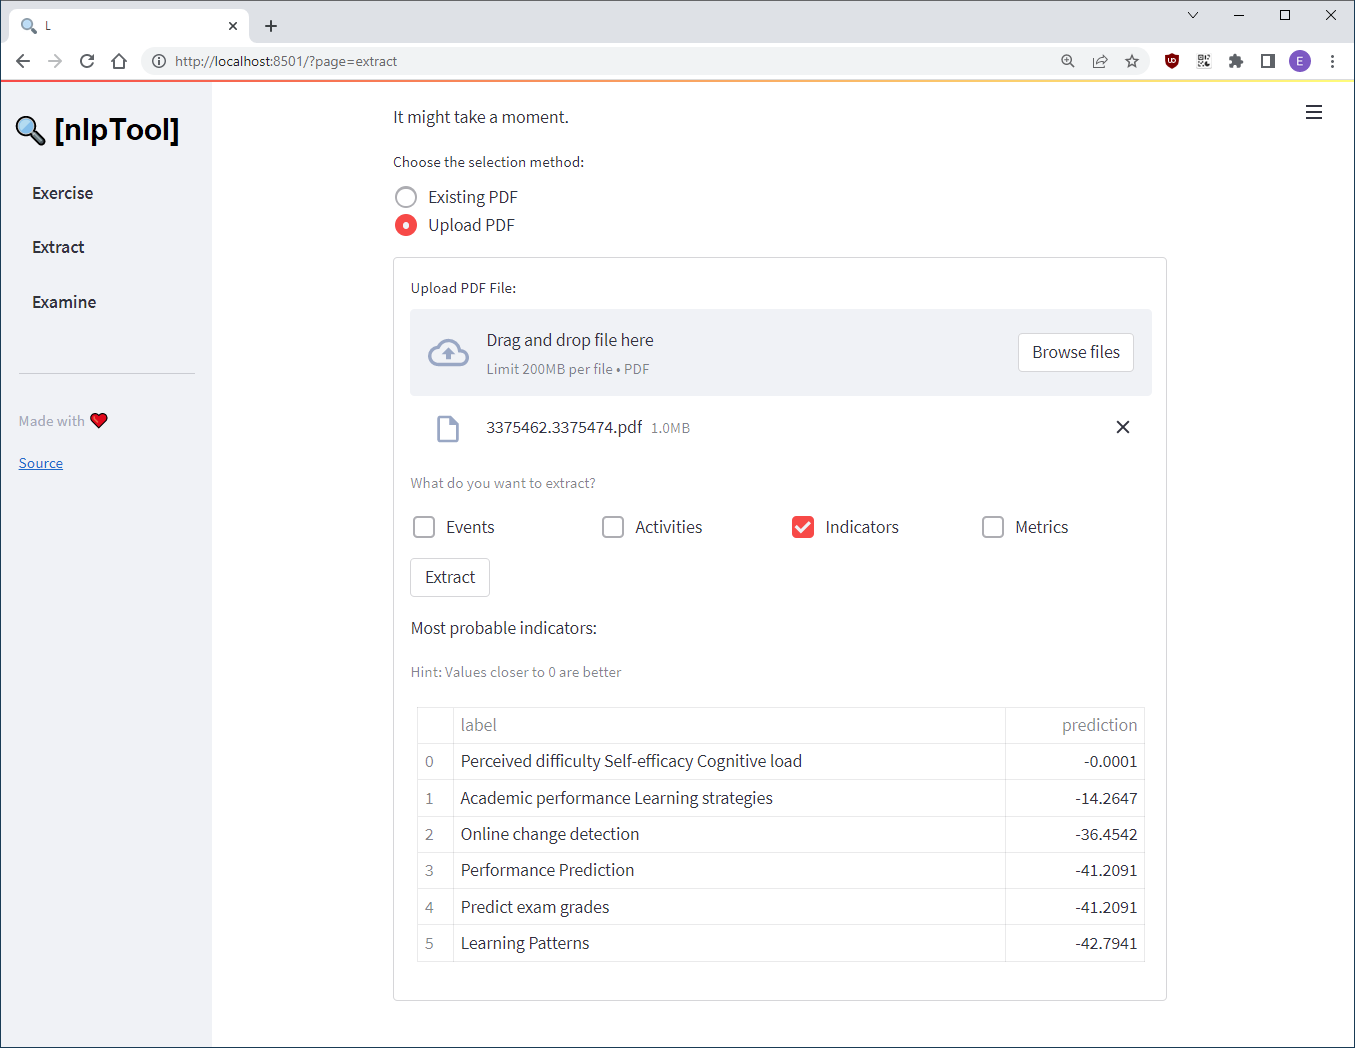 L
http://localhost:8501/?page=extract
E
[nlpTool]
Exercise
Extract
Examine
Made with
Source
It might take a moment.
Choose the selection method:
Existing PDF
Upload PDF
Upload PDF File:
Drag and drop file here
Limit 200MB per file • PDF
Browse files
3375462.3375474.pdf 1.0MB
What do you want to extract?
Events Activities Indicators Metrics
Extract
Most probable indicators:
Hint: Values closer to 0 are better
label prediction
0 Perceived difficulty Self-efficacy Cognitive load -0.0001
1 Academic performance Learning strategies -14.2647
2 Online change detection -36.4542
3 Performance Prediction -41.2091
4 Predict exam grades -41.2091
5 Learning Patterns -42.7941